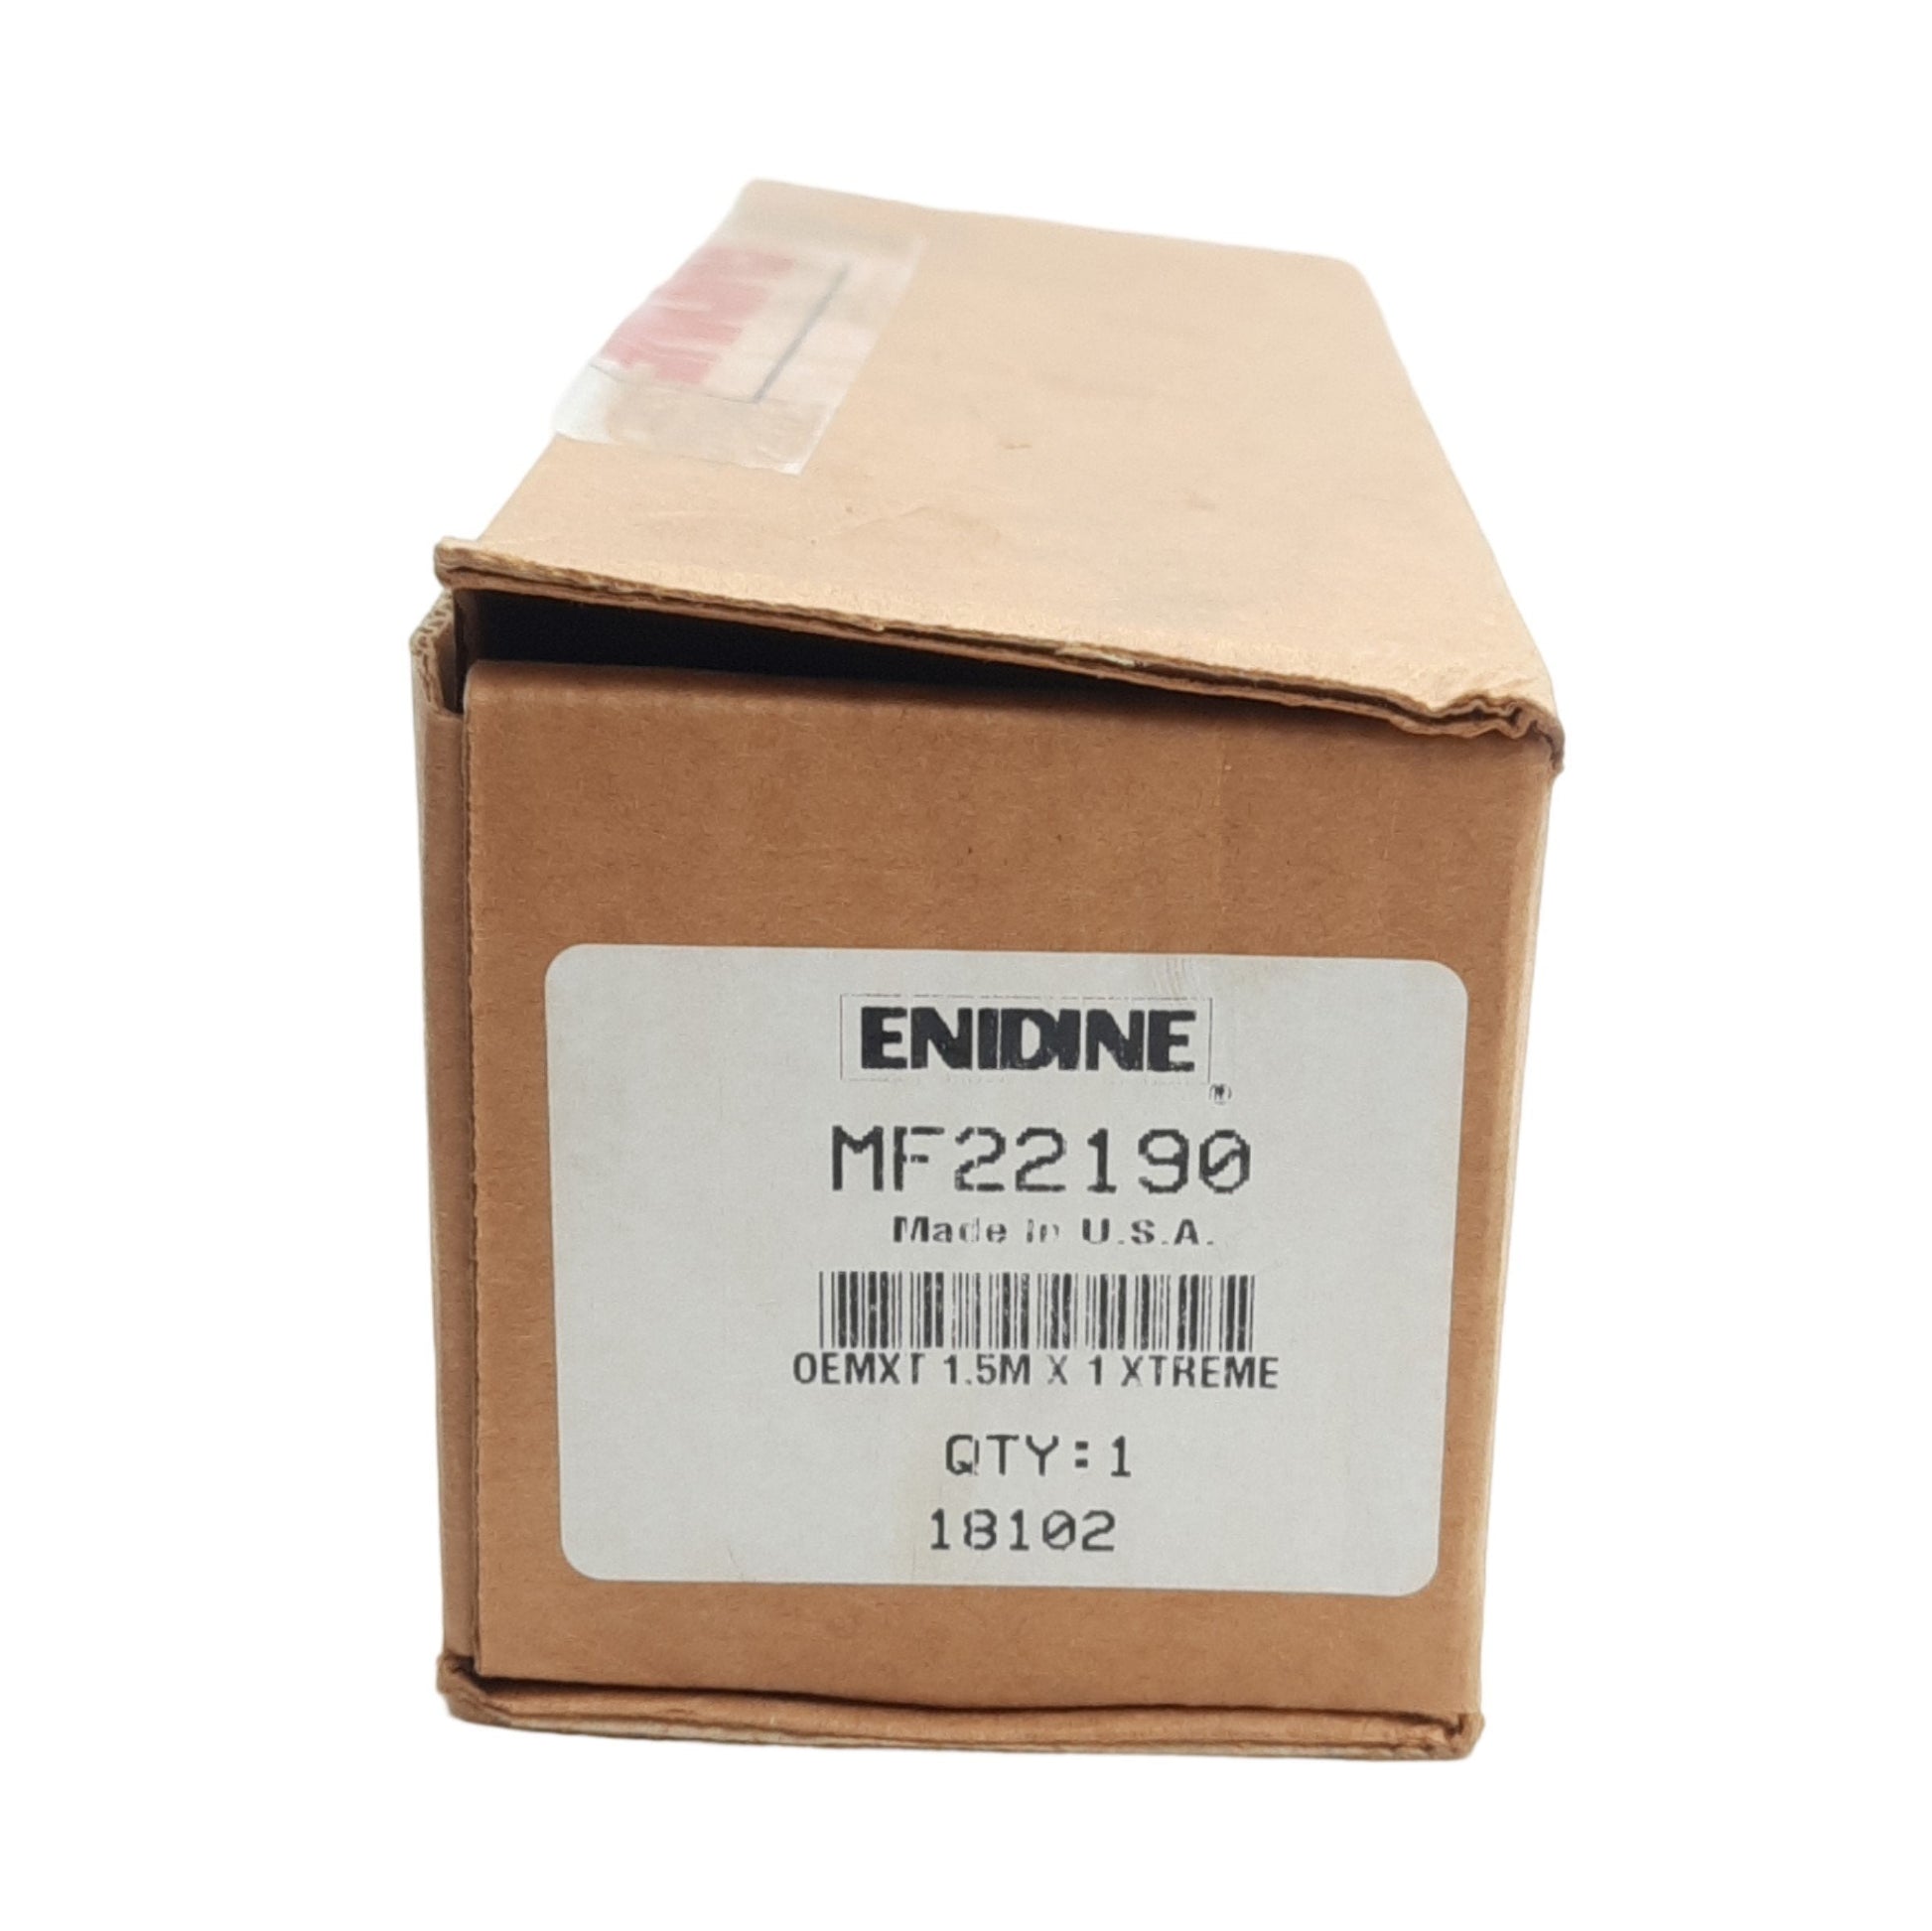 ENIDINE
®
MF22190
Made in U.S.A.
OEMXT 1.5M X 1 XTREME
QTY:1
18102